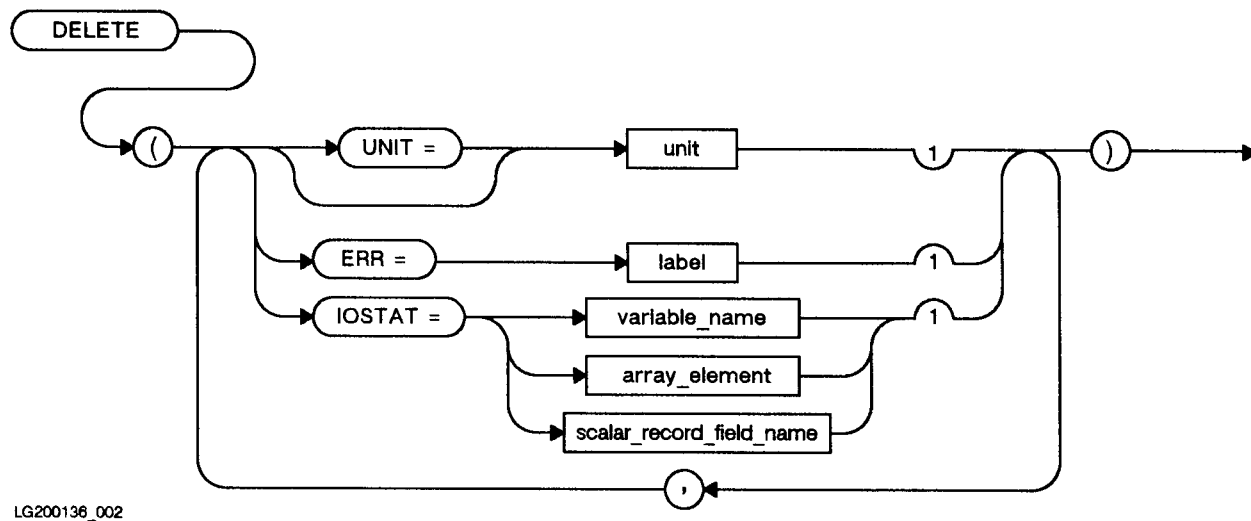 DELETE
( UNIT = unit 1 )
ERR = label 1
IOSTAT = variable_name 1
array_element
scalar_record_field_name
,
LG200136_002